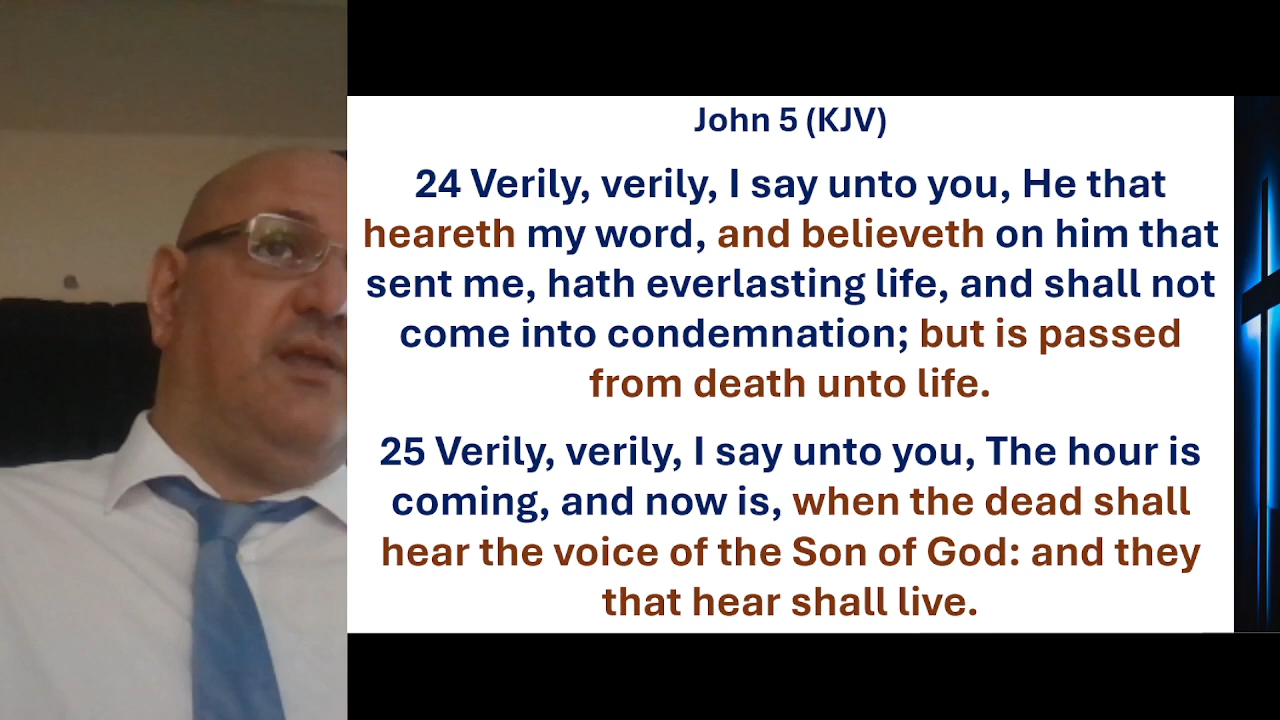 John 5 (KJV)
24 Verily, verily, I say unto you, He that
heareth my word, and believeth on him that
sent me, hath everlasting life, and shall not
come into condemnation; but is passed
from death unto life.
25 Verily, verily, I say unto you, The hour is
coming, and now is, when the dead shall
hear the voice of the Son of God: and they
that hear shall live.